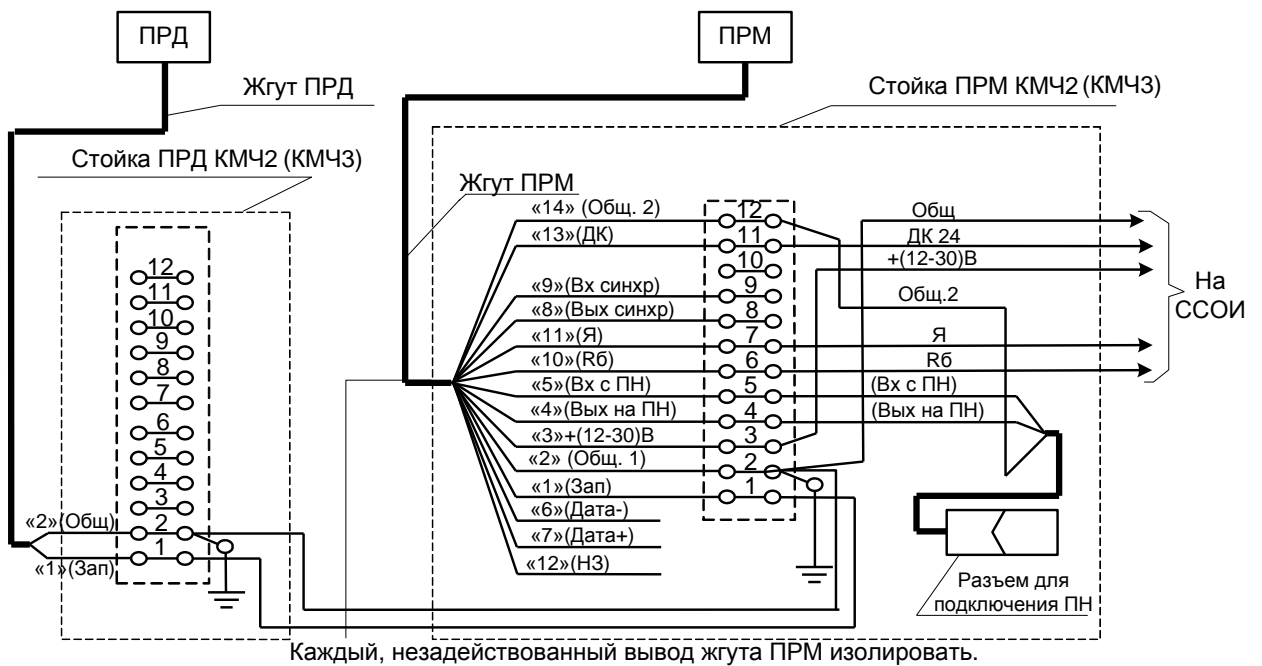 ПРД
ПРМ
Жгут ПРД
Стойка ПРМ КМЧ2 (КМЧ3)
Стойка ПРД КМЧ2 (КМЧ3)
Жгут ПРМ
12
11
10
9
8
7
6
5
4
3
2
1
«2»(Общ)
«1»(Зап)
«14» (Общ. 2)
«13»(ДК)
«9»(Вх синхр)
«8»(Вых синхр)
«11»(Я)
«10»(Rб)
«5»(Вх с ПН)
«4»(Вых на ПН)
«3»+(12-30)В
«2» (Общ. 1)
«1»(Зап)
«6»(Дата-)
«7»(Дата+)
«12»(НЗ)
12
11
10
9
8
7
6
5
4
3
2
1
Общ
ДК 24
+(12-30)В
Общ.2
Я
Rб
(Вх с ПН)
(Вых на ПН)
На
ССОИ
Разъем для
подключения ПН
Каждый, незадействованный вывод жгута ПРМ изолировать.